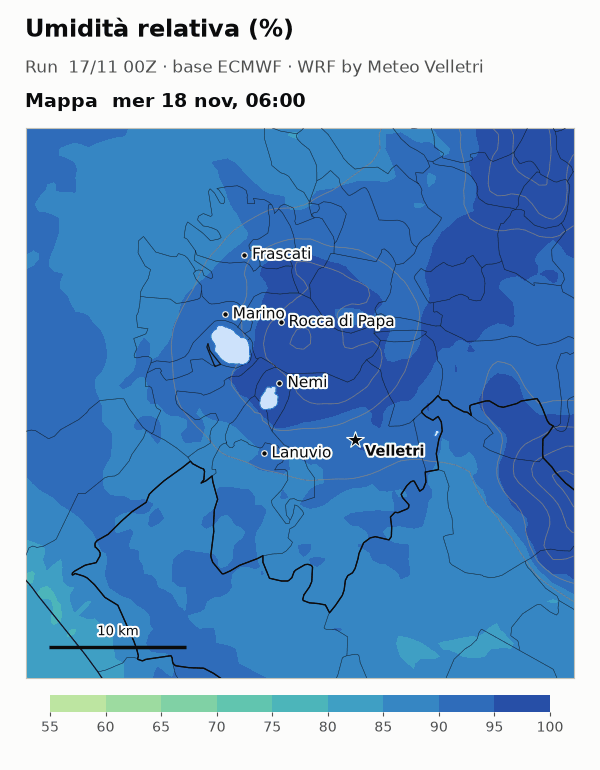 Umidità relativa (%)
Run  17/11 00Z · base ECMWF · WRF by Meteo Velletri
Mappa  mer 18 nov, 06:00
Frascati
Marino
Rocca di Papa
Nemi
Velletri
Lanuvio
10 km
55 60 65 70 75 80 85 90 95 100